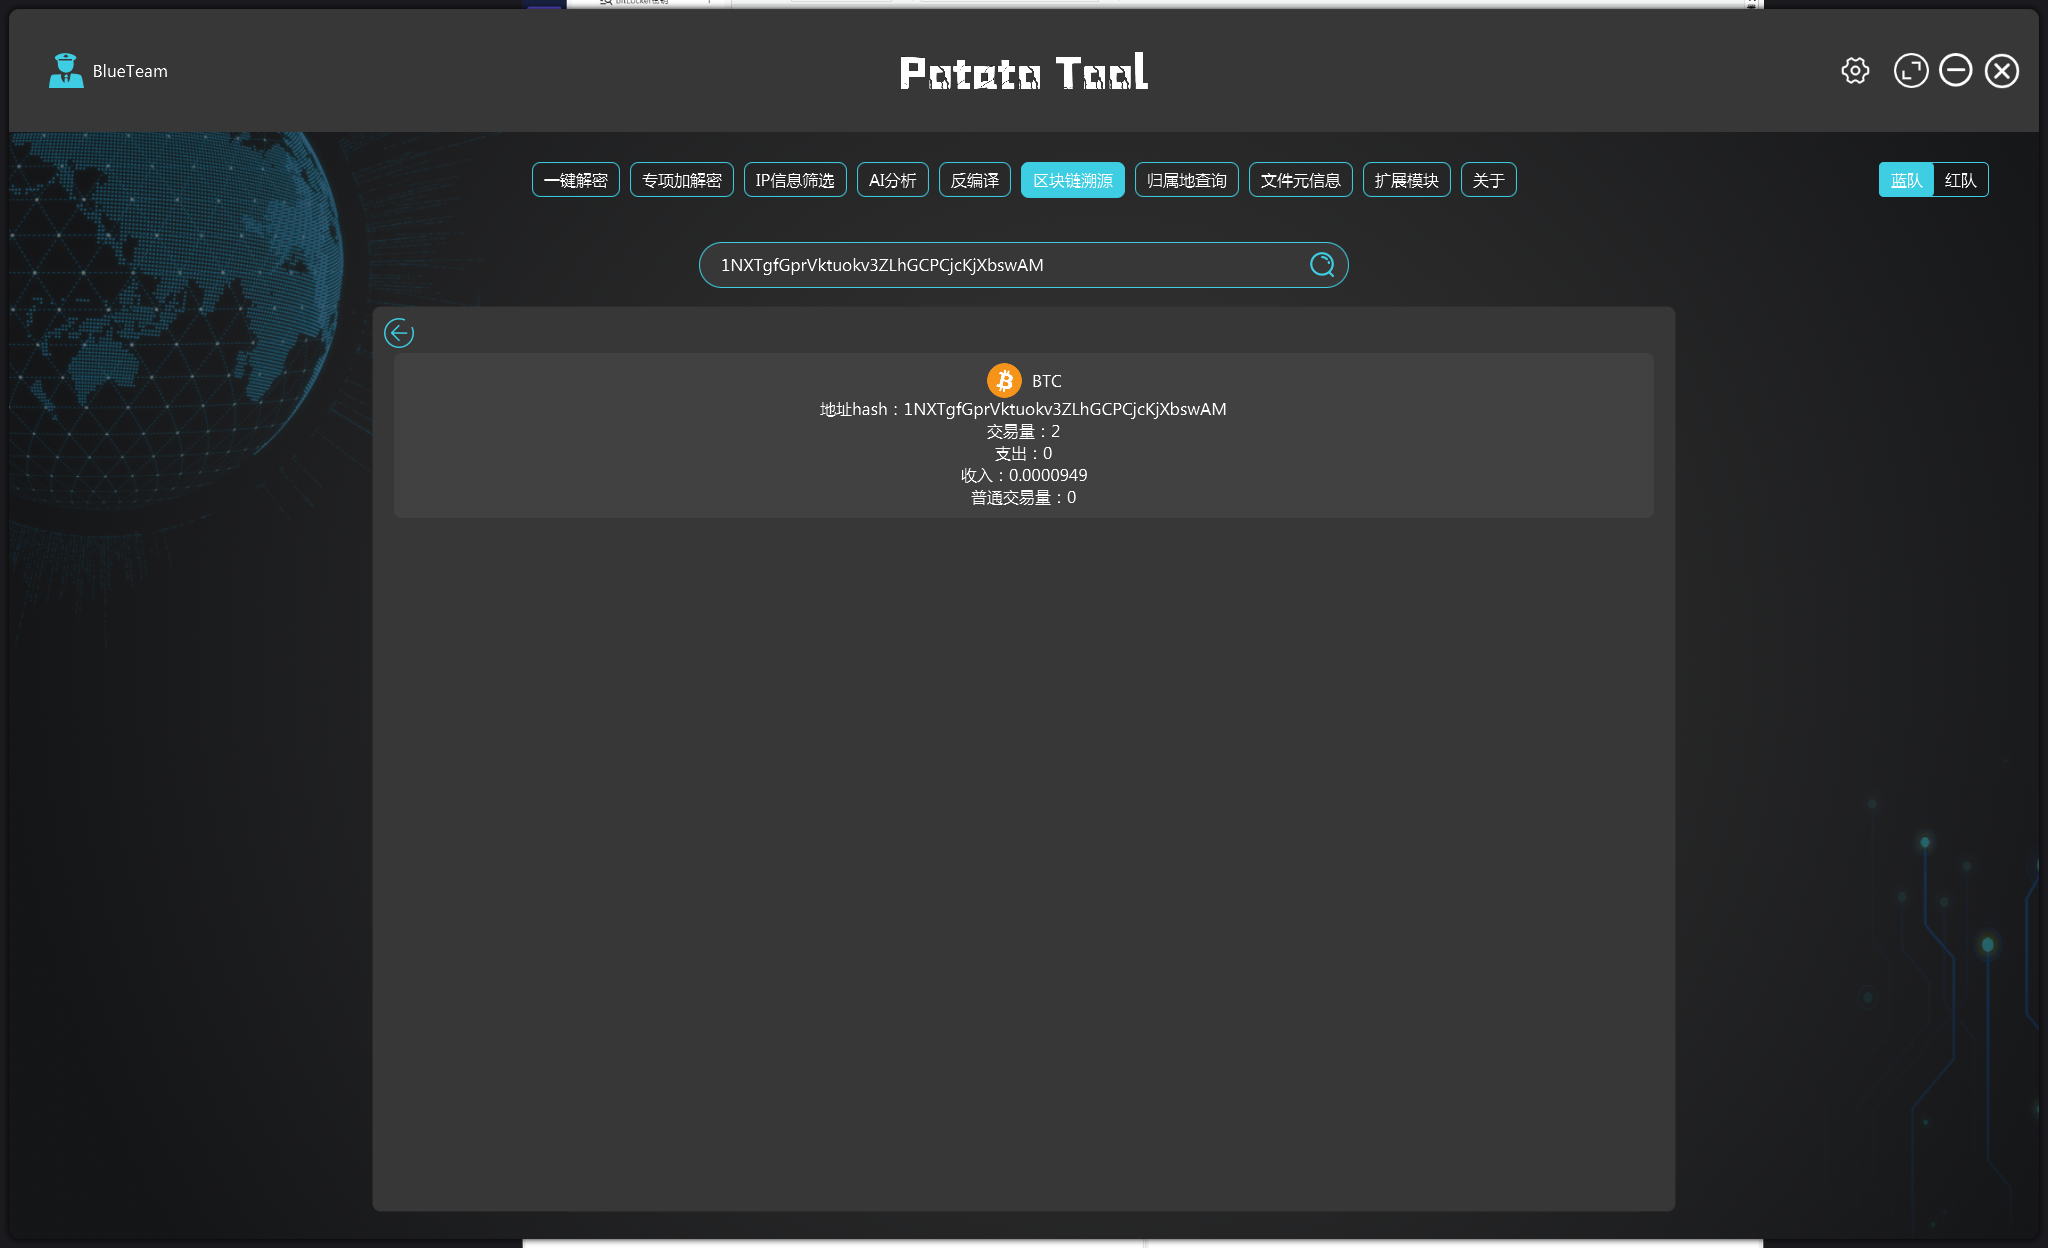 BlueTeam
Potato Tool
一键解密
专项加解密
IP信息筛选
AI分析
反编译
区块链溯源
归属地查询
文件元信息
扩展模块
关于
蓝队
红队
1NXTgfGprVktuokv3ZLhGCPCjcKjXbswAM
BTC
地址hash：1NXTgfGprVktuokv3ZLhGCPCjcKjXbswAM
交易量：2
支出：0
收入：0.0000949
普通交易量：0